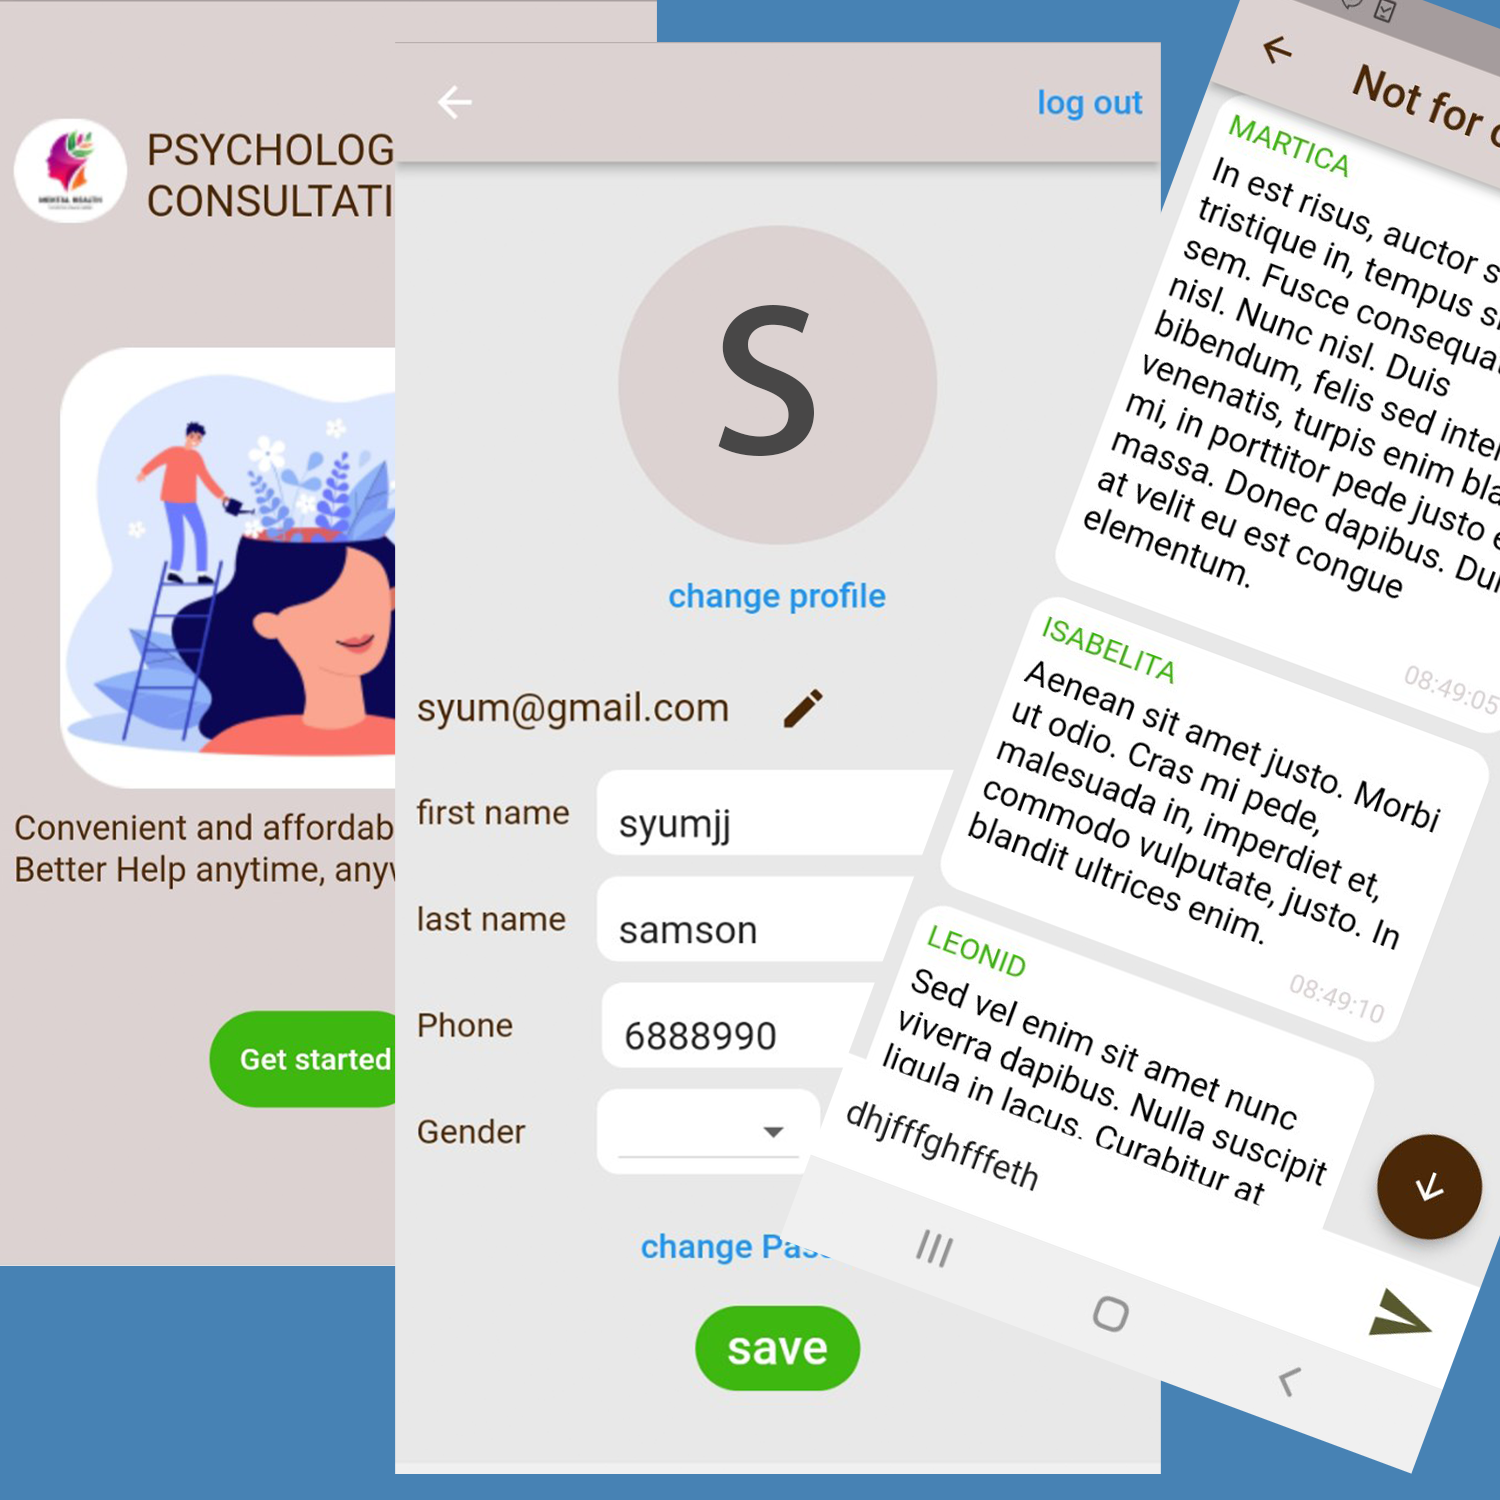 PSYCHOLOG
CONSULTATI
Convenient and affordab
Better Help anytime, anyw
Get started
log out
S
change profile
syum@gmail.com
first name
syumjj
last name
samson
Phone
6888990
Gender
change Pass
save
Not for
MARTICA
In est risus, auctor s
tristique in, tempus si
sem. Fusce consequa
nisl. Nunc nisl. Duis
bibendum, felis sed inter
venenatis, turpis enim bla
mi, in porttitor pede justo e
massa. Donec dapibus. Dui
at velit eu est congue
elementum.
08:49:05
ISABELITA
Aenean sit amet justo. Morbi
ut odio. Cras mi pede,
malesuada in, imperdiet et,
commodo vulputate, justo. In
blandit ultrices enim.
08:49:10
LEONID
Sed vel enim sit amet nunc
viverra dapibus. Nulla suscipit
ligula in lacus. Curabitur at
dhjfffghfffeth